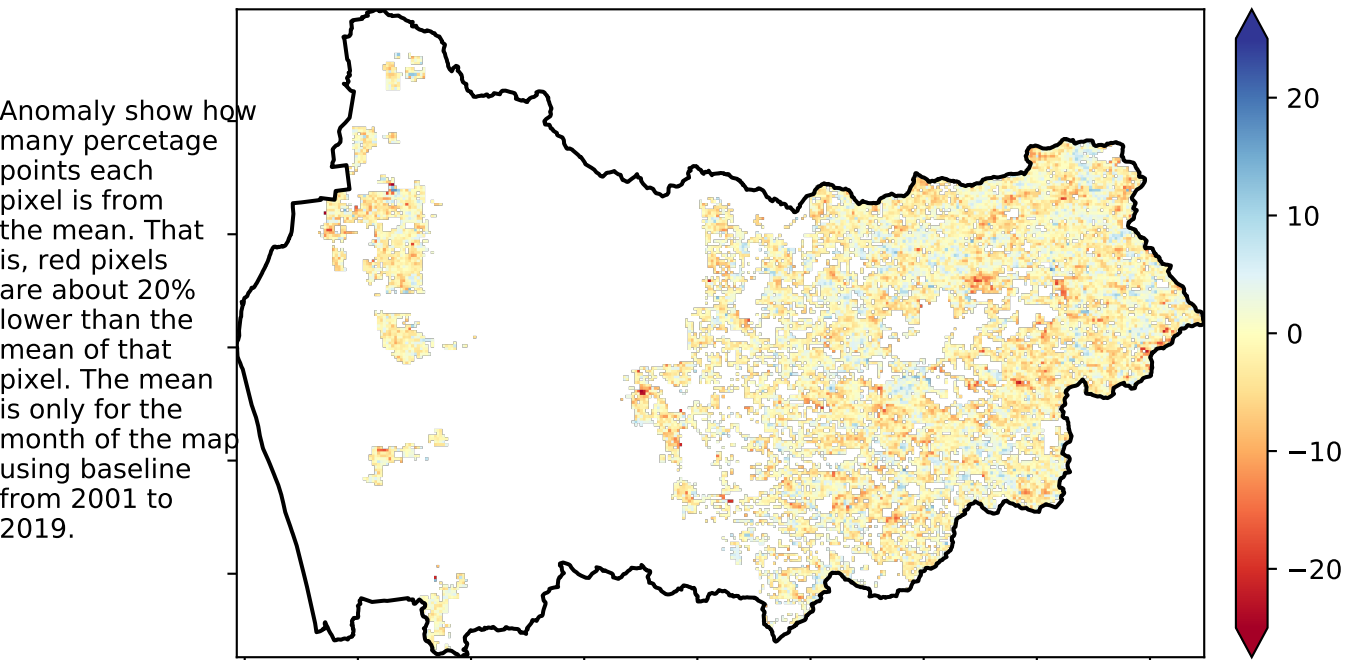 Anomaly show how
many percetage
points each
pixel is from
the mean. That
is, red pixels
are about 20%
lower than the
mean of that
pixel. The mean
is only for the
month of the map
using baseline
from 2001 to
2019.
20
10
0
−10
−20